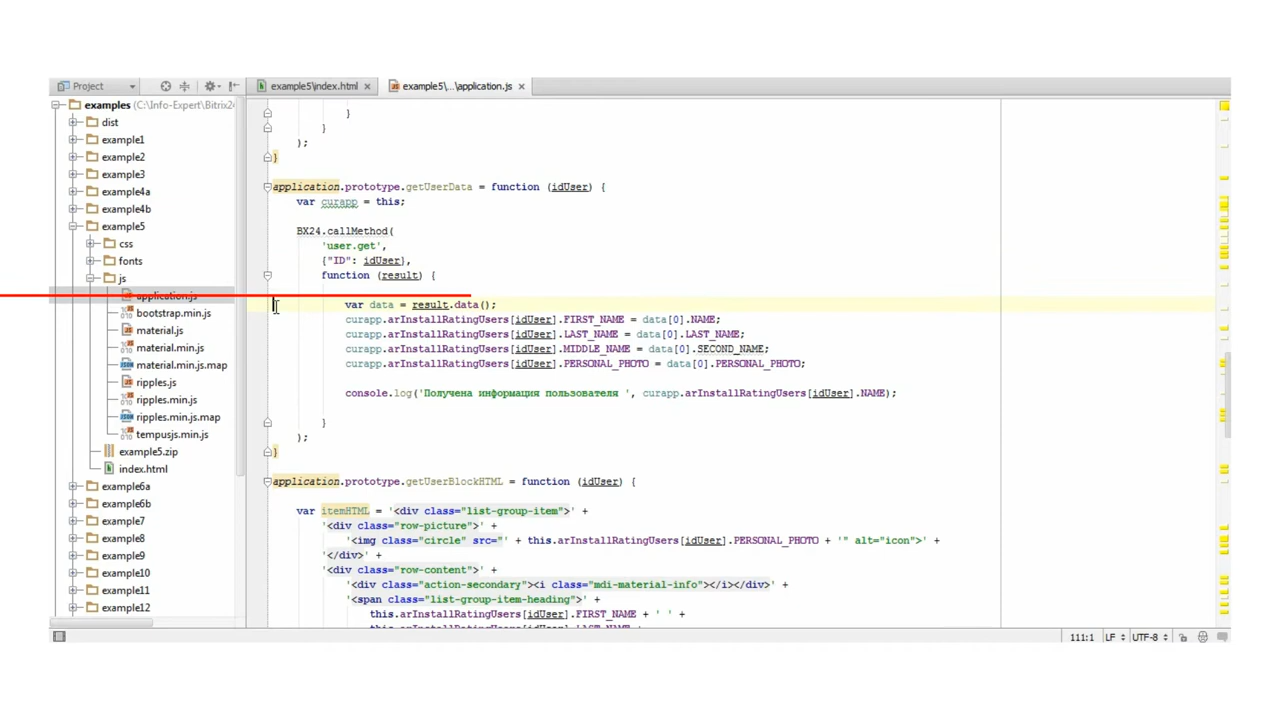 Project
example5\index.html
example5\...\application.js
examples (C:\Info-Expert\Bitrix24
dist
example1
example2
example3
example4a
example4b
example5
css
fonts
js
application.js
bootstrap.min.js
material.js
material.min.js
material.min.js.map
ripples.js
ripples.min.js
ripples.min.js.map
tempusjs.min.js
example5.zip
index.html
example6a
example6b
example7
example8
example9
example10
example11
example12
}
}
);
}
application.prototype.getUserData = function (idUser) {
var curapp = this;
BX24.callMethod(
'user.get',
{"ID": idUser},
function (result) {
var data = result.data();
curapp.arInstallRatingUsers[idUser].FIRST_NAME = data[0].NAME;
curapp.arInstallRatingUsers[idUser].LAST_NAME = data[0].LAST_NAME;
curapp.arInstallRatingUsers[idUser].MIDDLE_NAME = data[0].SECOND_NAME;
curapp.arInstallRatingUsers[idUser].PERSONAL_PHOTO = data[0].PERSONAL_PHOTO;
console.log('Получена информация пользователя ', curapp.arInstallRatingUsers[idUser].NAME);
}
);
}
application.prototype.getUserBlockHTML = function (idUser) {
var itemHTML = '<div class="list-group-item">' +
'<div class="row-picture">' +
'<img class="circle" src="' + this.arInstallRatingUsers[idUser].PERSONAL_PHOTO + '" alt="icon">' +
'</div>' +
'<div class="row-content">' +
'<div class="action-secondary"><i class="mdi-material-info"></i></div>' +
'<span class="list-group-item-heading">' +
this.arInstallRatingUsers[idUser].FIRST_NAME + ' ' +
this.arInstallRatingUsers[idUser].LAST_NAME +
111:1 LF UTF-8